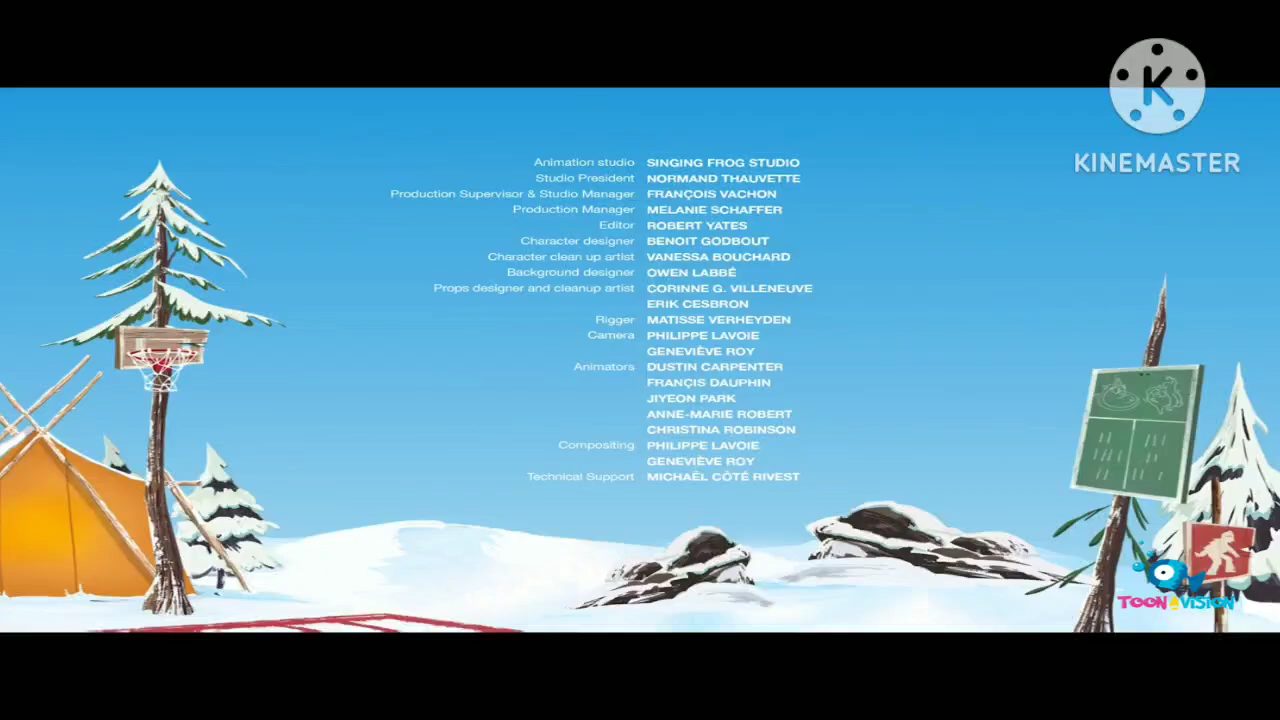 K
KINEMASTER
Animation studio SINGING FROG STUDIO
Studio President NORMAND THAUVETTE
Production Supervisor & Studio Manager FRANÇOIS VACHON
Production Manager MELANIE SCHAFFER
Editor ROBERT YATES
Character designer BENOIT GODBOUT
Character clean up artist VANESSA BOUCHARD
Background designer OWEN LABBÉ
Props designer and cleanup artist CORINNE G. VILLENEUVE
ERIK CESBRON
Rigger MATISSE VERHEYDEN
Camera PHILIPPE LAVOIE
GENEVIÈVE ROY
Animators DUSTIN CARPENTER
FRANÇIS DAUPHIN
JIYEON PARK
ANNE-MARIE ROBERT
CHRISTINA ROBINSON
Compositing PHILIPPE LAVOIE
GENEVIÈVE ROY
Technical Support MICHAËL CÔTÉ RIVEST
TOONAVISION